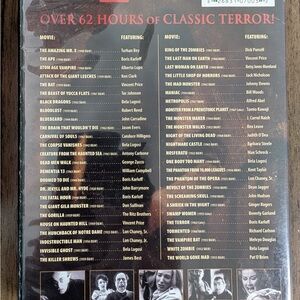 OVER 62 HOURS OF CLASSIC TERROR!
MOVIE: FEATURING: MOVIE: FEATURING:
THE AMAZING MR. X Turhan Bey
THE APE Boris Karloff
ATOM AGE VAMPIRE Alberto Lupo
ATTACK OF THE GIANT LEECHES Ken Clark
THE BAT Vincent Price
THE BEAST OF YUCCA FLATS Tor Johnson
BLACK DRAGONS Bela Lugosi
BLOODLUST Robert Reed
BLUEBEARD John Carradine
THE BRAIN THAT WOULDN'T DIE Jason Evers
CARNIVAL OF SOULS Candace Hilligoss
THE CORPSE VANISHES Bela Lugosi
CREATURE FROM THE HAUNTED SEA Antony Carbone
DEAD MEN WALK George Zucco
DEMENTIA 13 William Campbell
DOOMED TO DIE Boris Karloff
DR. JEKYLL AND MR. HYDE John Barrymore
THE FATAL HOUR Boris Karloff
THE GIANT GILA MONSTER Don Sullivan
THE GORILLA The Ritz Brothers
HOUSE ON HAUNTED HILL Vincent Price
THE HUNCHBACK OF NOTRE DAME Lon Chaney, Sr.
INDESTRUCTIBLE MAN Lon Chaney, Jr.
INVISIBLE GHOST Bela Lugosi
THE KILLER SHREWS James Best
KING OF THE ZOMBIES Dick Purcell
THE LAST MAN ON EARTH Vincent Price
LAST WOMAN ON EARTH Betsy Jones-Moreland
THE LITTLE SHOP OF HORRORS Jack Nicholson
THE MAD MONSTER Johnny Downs
MANIAC Bill Woods
METROPOLIS Alfred Abel
MONSTER FROM A PREHISTORIC PLANET Tamio Kawaji
THE MONSTER MAKER J. Carrol Naish
THE MONSTER WALKS Rex Lease
NIGHT OF THE LIVING DEAD Judith O'Dea
NIGHTMARE CASTLE Barbara Steele
NOSFERATU Max Schreck
ONE BODY TOO MANY Bela Lugosi
THE PHANTOM FROM 10,000 LEAGUES Kent Taylor
THE PHANTOM OF THE OPERA Lon Chaney, Sr.
REVOLT OF THE ZOMBIES Dean Jagger
THE SCREAMING SKULL John Hudson
A SHRIEK IN THE NIGHT Ginger Rogers
SWAMP WOMEN Beverly Garland
THE TERROR Boris Karloff
TORMENTED Richard Carlson
THE VAMPIRE BAT Melvyn Douglas
WHITE ZOMBIE Bela Lugosi
THE WORLD GONE MAD Pat O'Brien